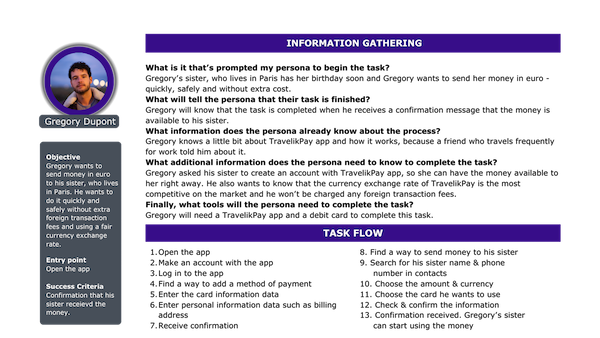 INFORMATION GATHERING
What is it that's prompted my persona to begin the task?
Gregory's sister, who lives in Paris has her birthday soon and Gregory wants to send her money in euro -
quickly, safely and without extra cost.
What will tell the persona that their task is finished?
Gregory will know that the task is completed when he receives a confirmation message that the money is
available to his sister.
What information does the persona already know about the process?
Gregory knows a little bit about TravelikPay app and how it works, because a friend who travels frequently
for work told him about it.
What additional information does the persona need to know to complete the task?
Gregory asked his sister to create an account with TravelikPay app, so she can have the money available to
her right away. He also wants to know that the currency exchange rate of TravelikPay is the most
competitive on the market and he won't be charged any foreign transaction fees.
Finally, what tools will the persona need to complete the task?
Gregory will need a TravelikPay app and a debit card to complete this task.
Gregory Dupont
Objective
Gregory wants to
send money in euro
to his sister, who lives
in Paris. He wants to
do it quickly and
safely without extra
foreign transaction
fees and using a fair
currency exchange
rate.
Entry point
Open the app
Success Criteria
Confirmation that his
sister receievd the
money.
TASK FLOW
1. Open the app
2. Make an account with the app
3. Log in to the app
4. Find a way to add a method of payment
5. Enter the card information data
6. Enter personal information data such as billing
address
7. Receive confirmation
8. Find a way to send money to his sister
9. Search for his sister name & phone
number in contacts
10. Choose the amount & currency
11. Choose the card he wants to use
12. Check & confirm the information
13. Confirmation received. Gregory's sister
can start using the money